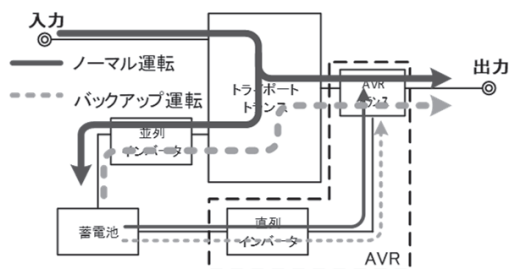 入力
ノーマル運転
バックアップ運転
トライポート
トランス
AVR
トランス
出力
並列
インバータ
蓄電池
直列
インバータ
AVR